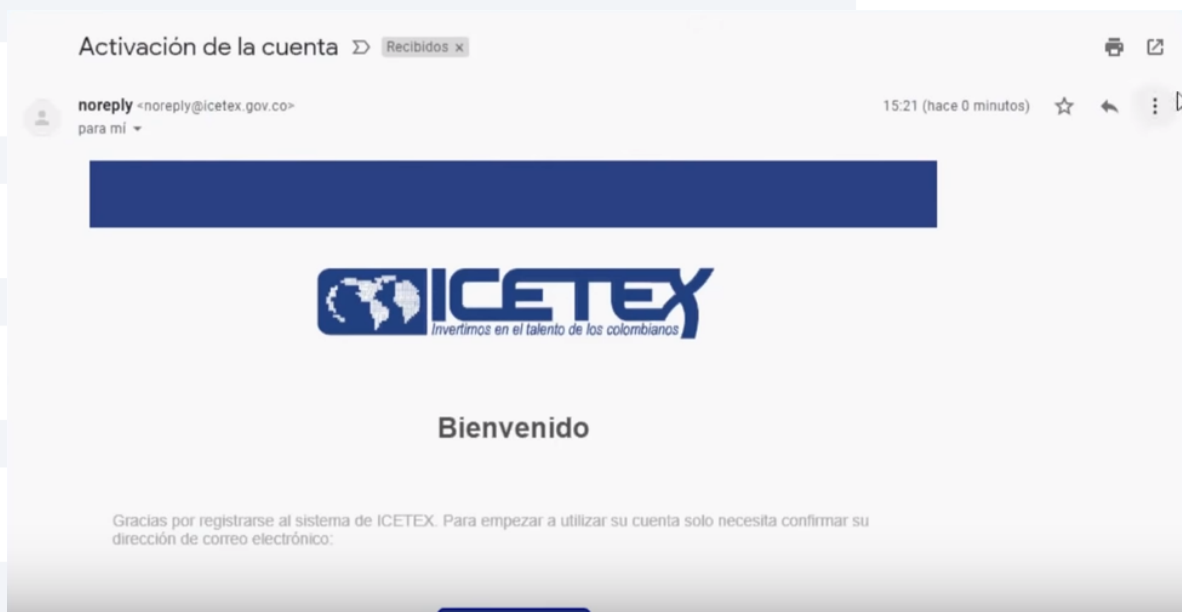 Activación de la cuenta Recibidos ×
noreply <noreply@icetex.gov.co>
15:21 (hace 0 minutos)
para mí
ICETEX
Invertimos en el talento de los colombianos
Bienvenido
Gracias por registrarse al sistema de ICETEX. Para empezar a utilizar su cuenta solo necesita confirmar su
dirección de correo electrónico: